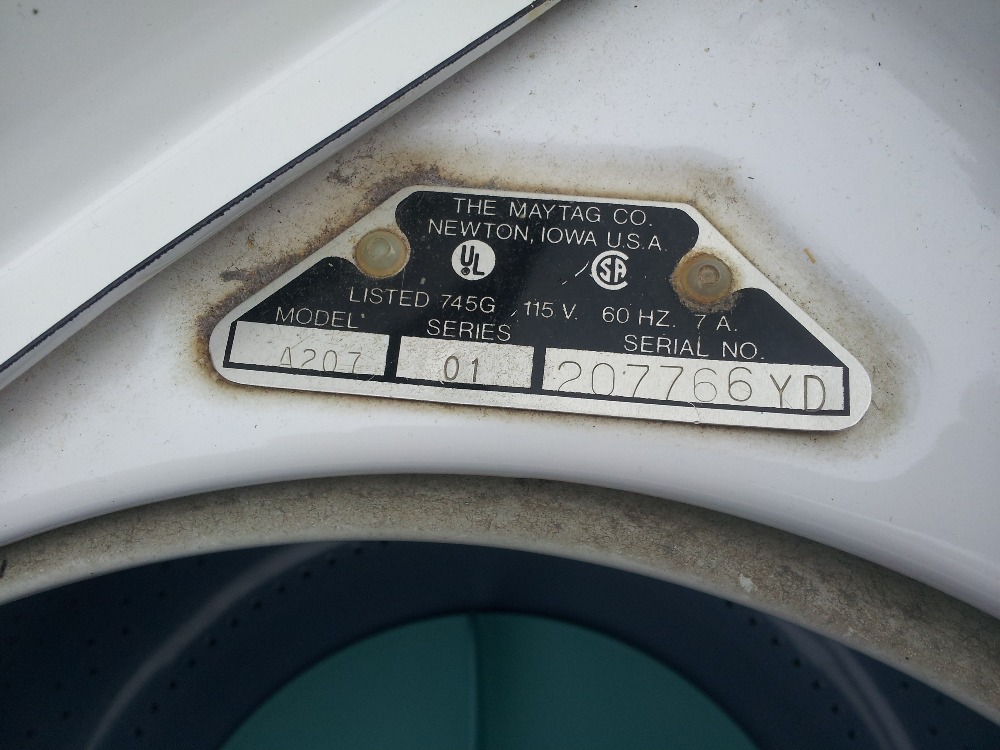 THE MAYTAG CO.
NEWTON, IOWA U.S.A.
UL
SA
LISTED 745G 115 V. 60 HZ. 7 A.
MODEL SERIES SERIAL NO.
A207 01 207766 YD